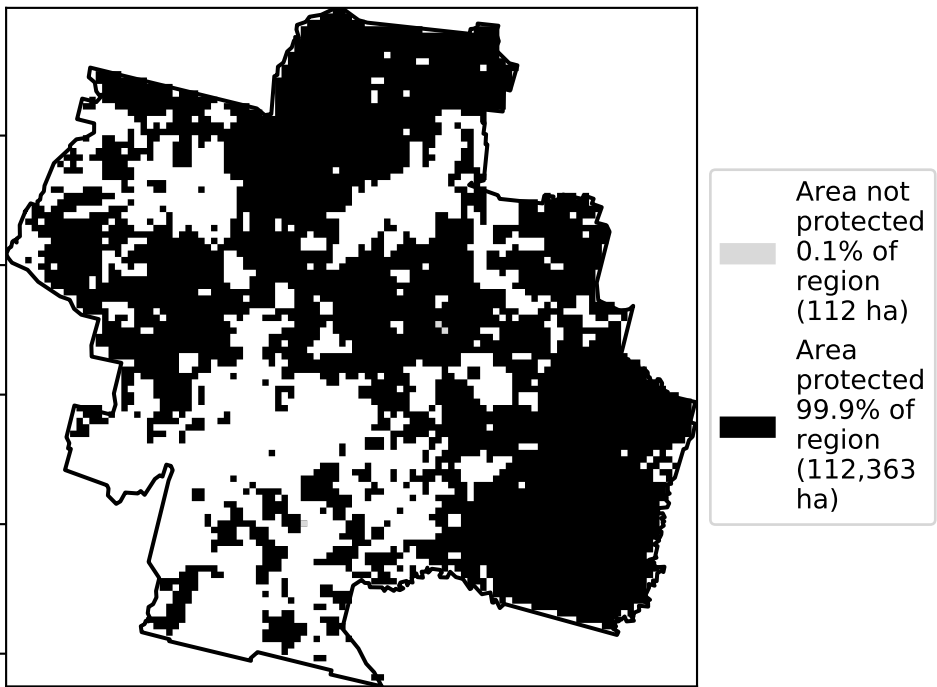 Area not
protected
0.1% of
region
(112 ha)
Area
protected
99.9% of
region
(112,363
ha)